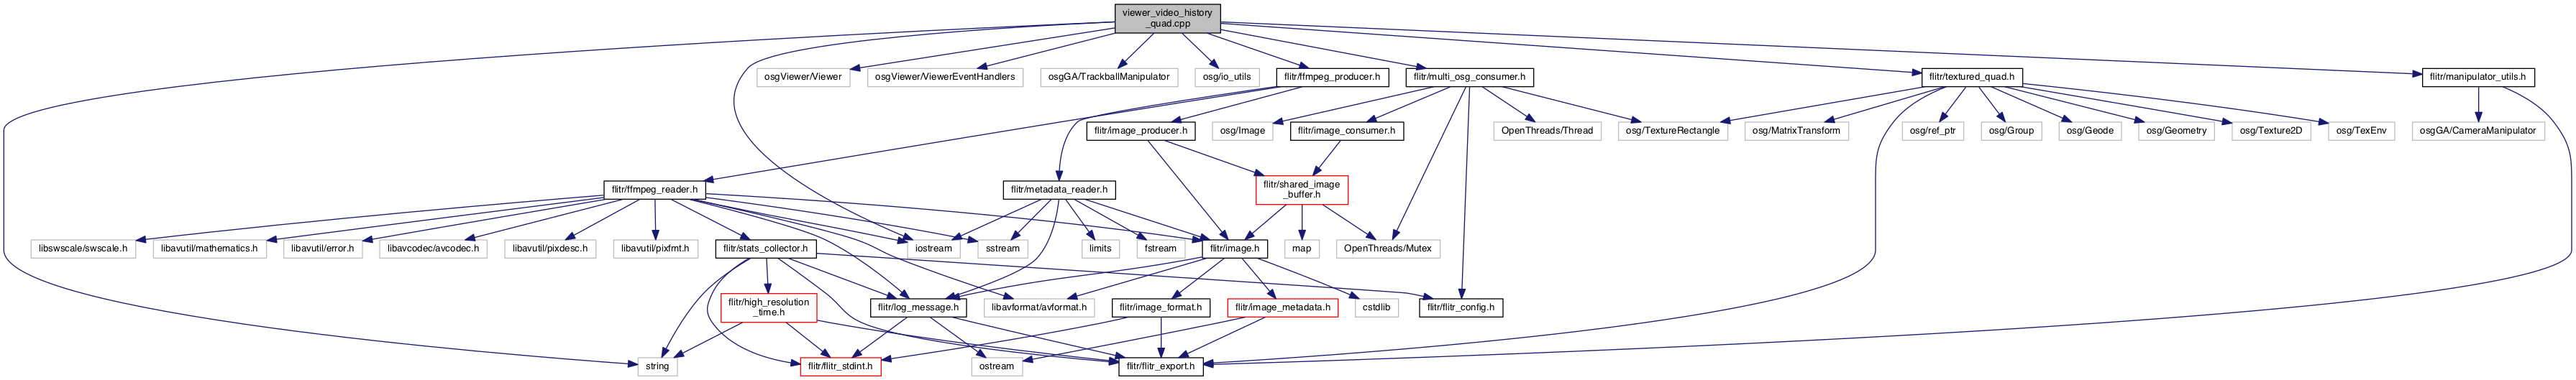 viewer_video_history
_quad.cpp
osgViewer/Viewer
osgViewer/ViewerEventHandlers
osgGA/TrackballManipulator
osg/io_utils
flitr/ffmpeg_producer.h
flitr/multi_osg_consumer.h
flitr/textured_quad.h
flitr/manipulator_utils.h
flitr/image_producer.h
osg/Image
flitr/image_consumer.h
OpenThreads/Thread
osg/TextureRectangle
osg/MatrixTransform
osg/ref_ptr
osg/Group
osg/Geode
osg/Geometry
osg/Texture2D
osg/TexEnv
osgGA/CameraManipulator
flitr/ffmpeg_reader.h
flitr/metadata_reader.h
flitr/shared_image
_buffer.h
libswscale/swscale.h
libavutil/mathematics.h
libavutil/error.h
libavcodec/avcodec.h
libavutil/pixdesc.h
libavutil/pixfmt.h
flitr/stats_collector.h
iostream
sstream
limits
fstream
flitr/image.h
map
OpenThreads/Mutex
flitr/high_resolution
_time.h
flitr/log_message.h
libavformat/avformat.h
flitr/image_format.h
flitr/image_metadata.h
cstdlib
flitr/flitr_config.h
string
flitr/flitr_stdint.h
ostream
flitr/flitr_export.h